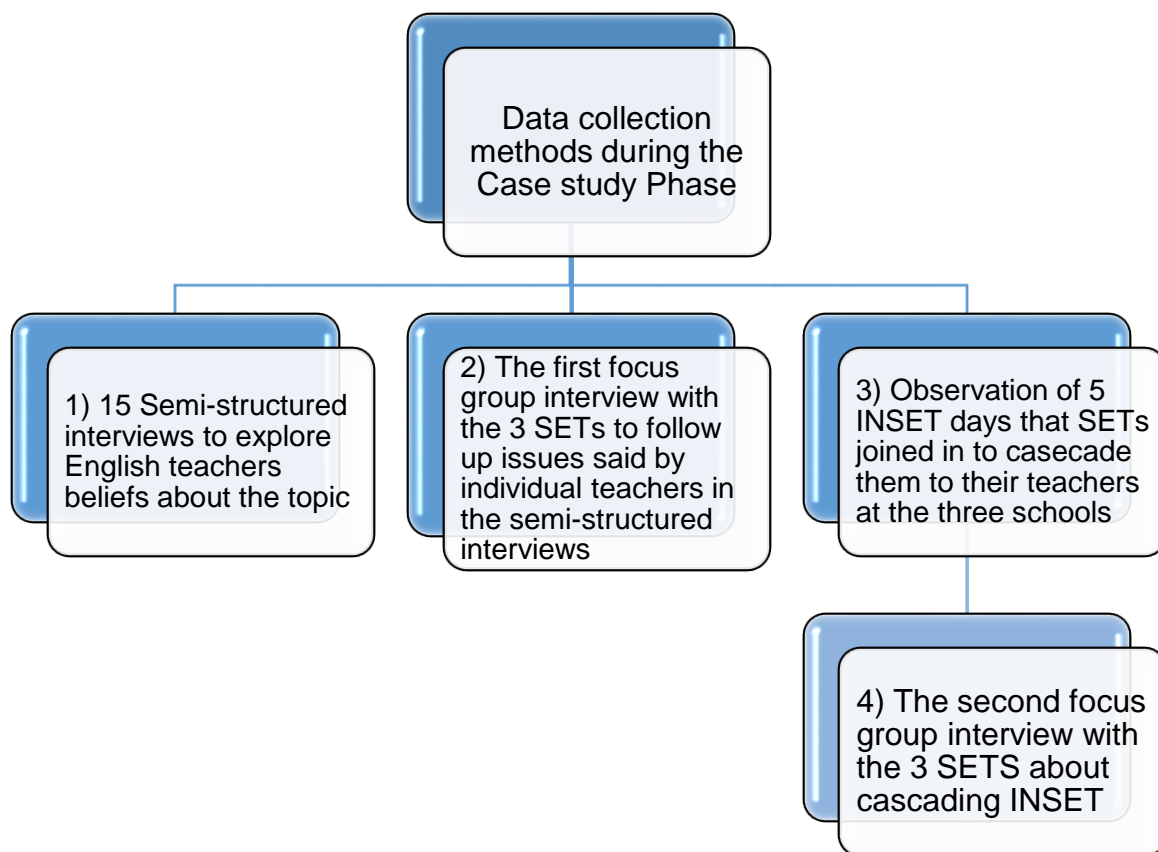 Data collection
methods during the
Case study Phase
1) 15 Semi-structured
interviews to explore
English teachers
beliefs about the topic
2) The first focus
group interview with
the 3 SETs to follow
up issues said by
individual teachers in
the semi-structured
interviews
3) Observation of 5
INSET days that SETs
joined in to casecade
them to their teachers
at the three schools
4) The second focus
group interview with
the 3 SETS about
cascading INSET